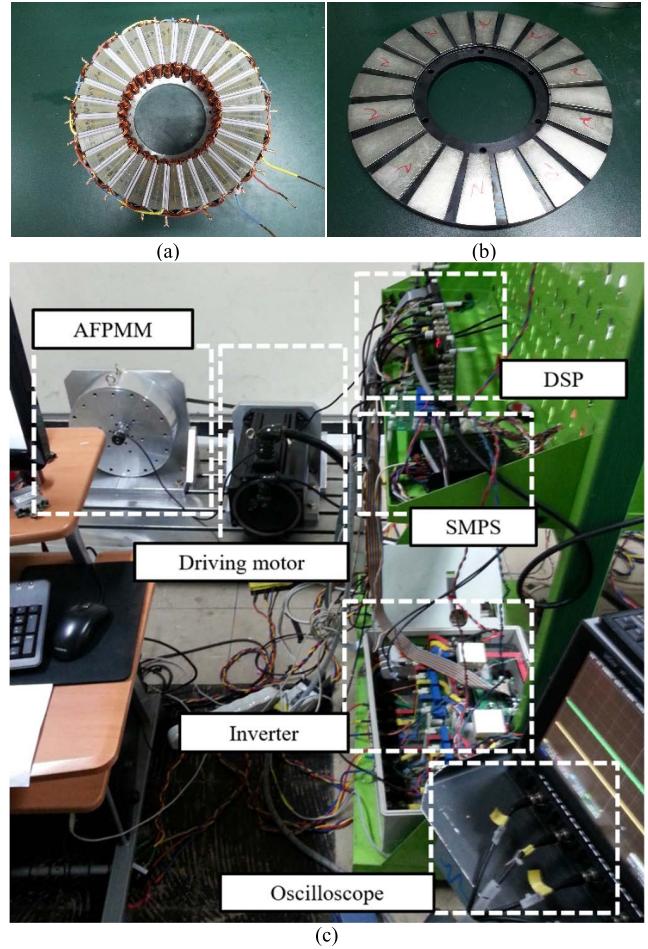 (a)
(b)
AFPMM
DSP
SMPS
Driving motor
Inverter
Oscilloscope
(c)